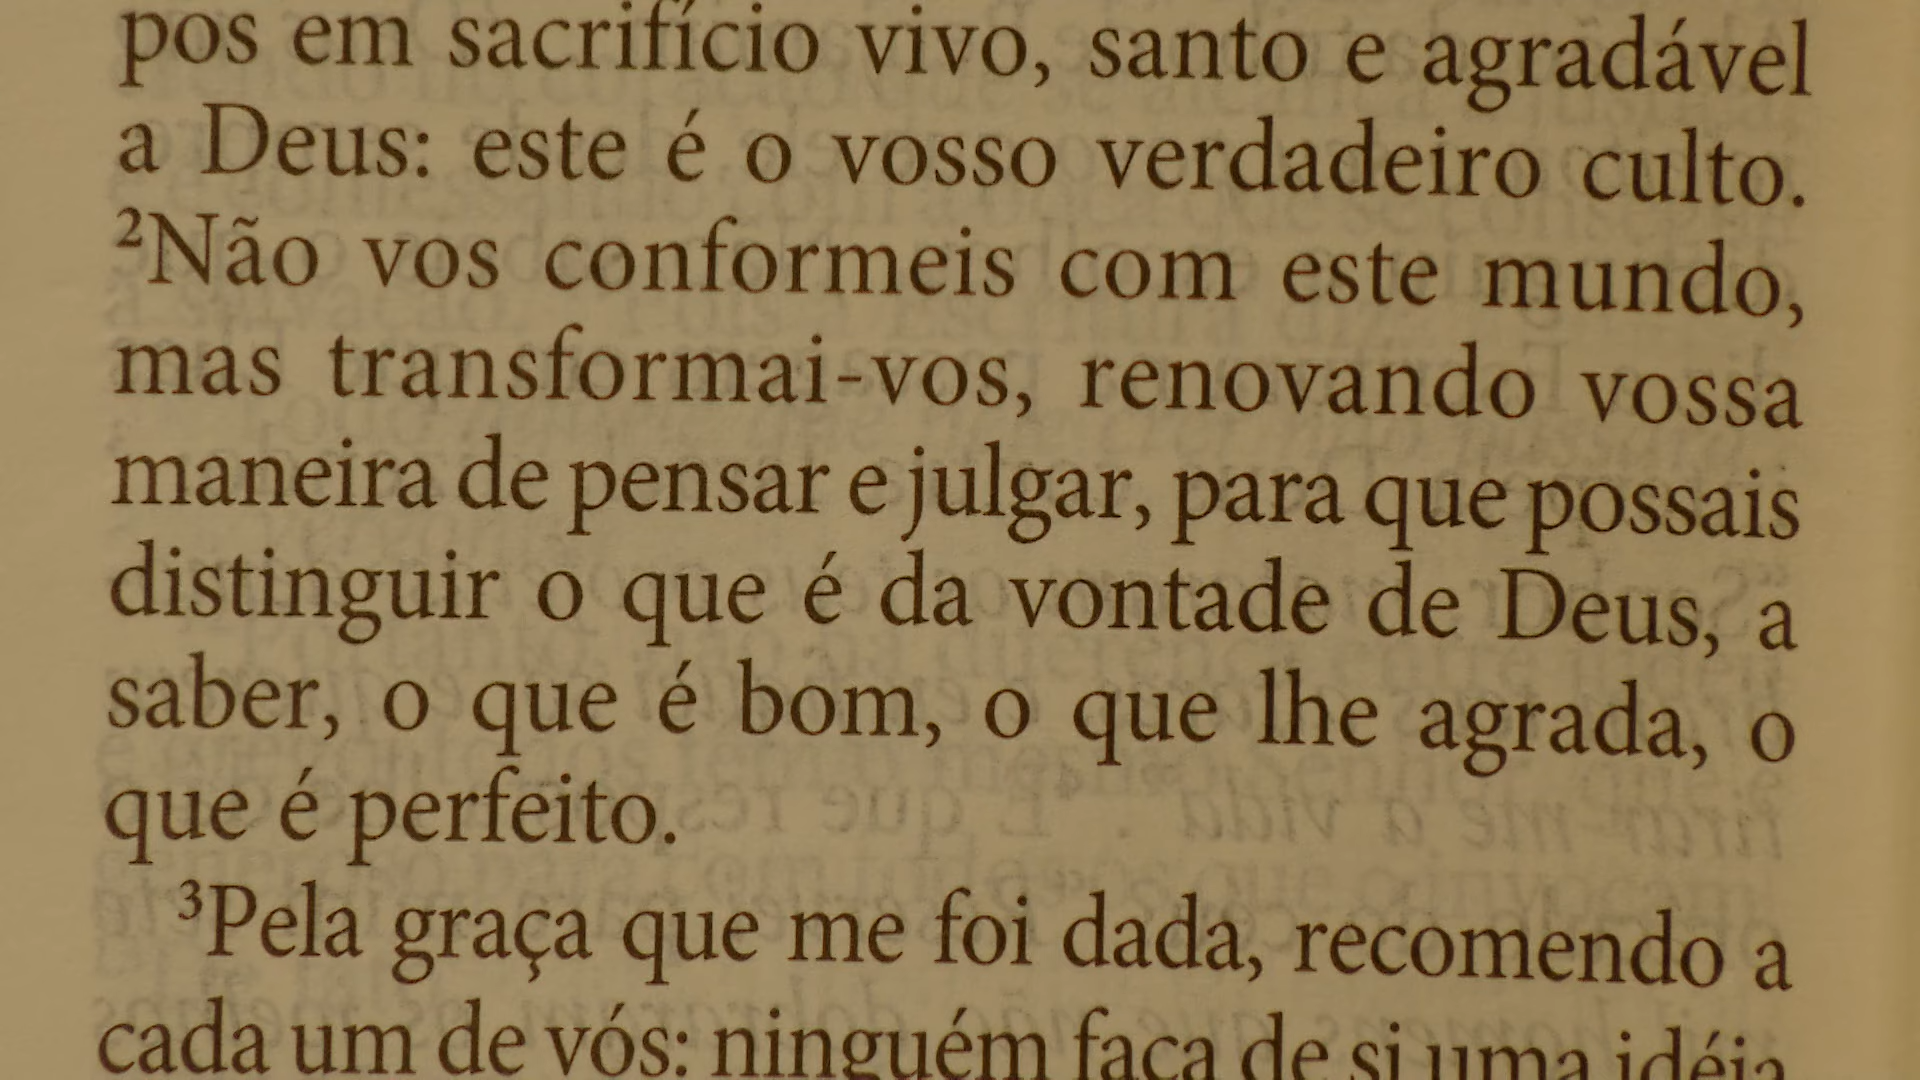 pos em sacrifício vivo, santo e agradável
a Deus: este é o vosso verdadeiro culto.
²Não vos conformeis com este mundo,
mas transformai-vos, renovando vossa
maneira de pensar e julgar, para que possais
distinguir o que é da vontade de Deus, a
saber, o que é bom, o que lhe agrada, o
que é perfeito.
³Pela graça que me foi dada, recomendo a
cada um de vós: ninguém faça de si uma idéia